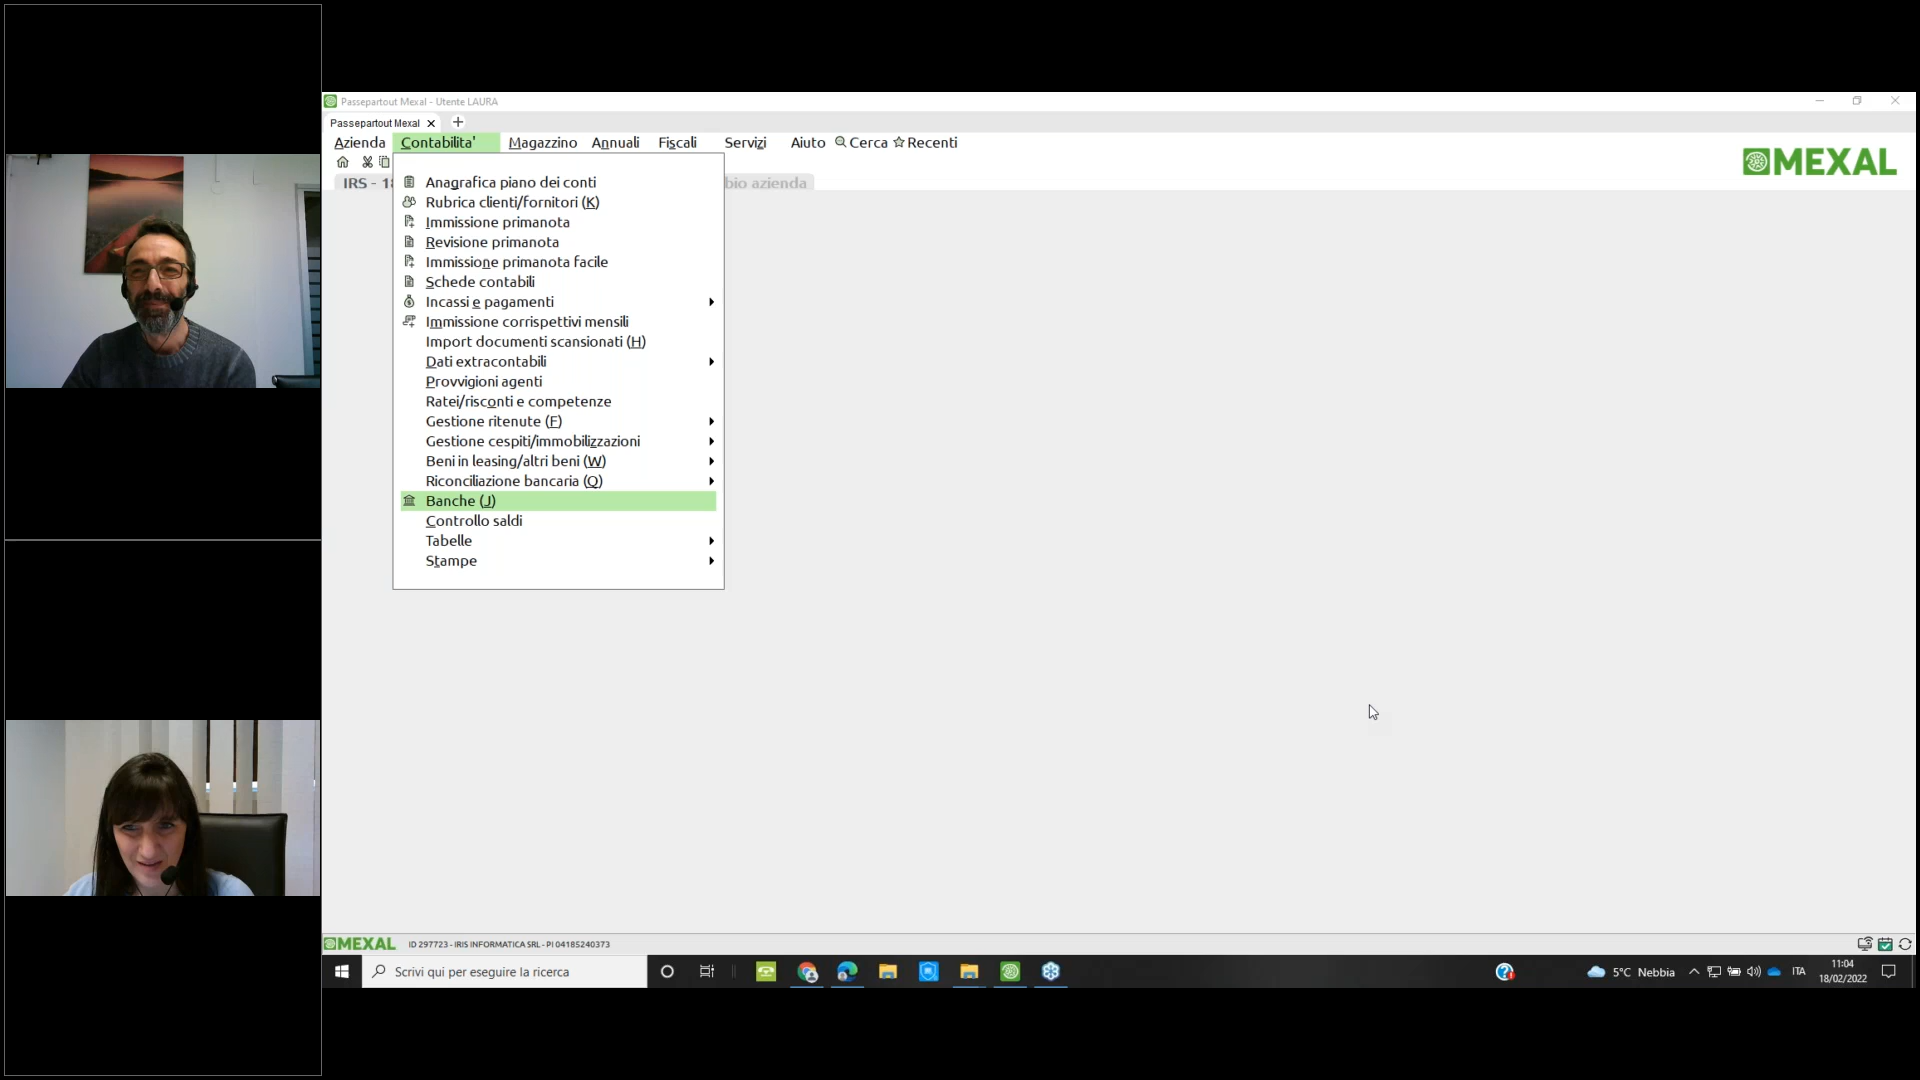 Passepartout Mexal - Utente LAURA
Passepartout Mexal
Azienda Contabilita' Magazzino Annuali Fiscali Servizi Aiuto Cerca Recenti
MEXAL
IRS - 18
bio azienda
Anagrafica piano dei conti
Rubrica clienti/fornitori (K)
Immissione primanota
Revisione primanota
Immissione primanota facile
Schede contabili
Incassi e pagamenti
Immissione corrispettivi mensili
Import documenti scansionati (H)
Dati extracontabili
Provvigioni agenti
Ratei/risconti e competenze
Gestione ritenute (F)
Gestione cespiti/immobilizzazioni
Beni in leasing/altri beni (W)
Riconciliazione bancaria (Q)
Banche (J)
Controllo saldi
Tabelle
Stampe
MEXAL ID 297723 - IRIS INFORMATICA SRL - PI 04185240373
Scrivi qui per eseguire la ricerca
5°C Nebbia
ITA
11:04
18/02/2022